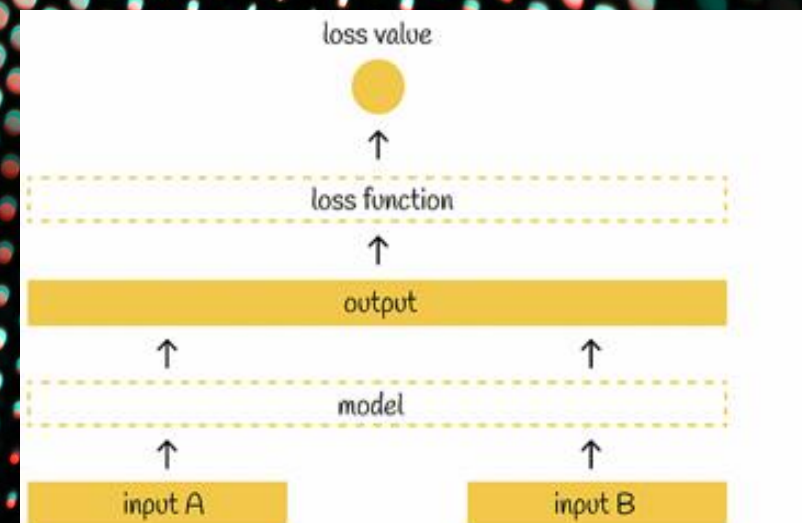 loss value
loss function
output
model
input A
input B